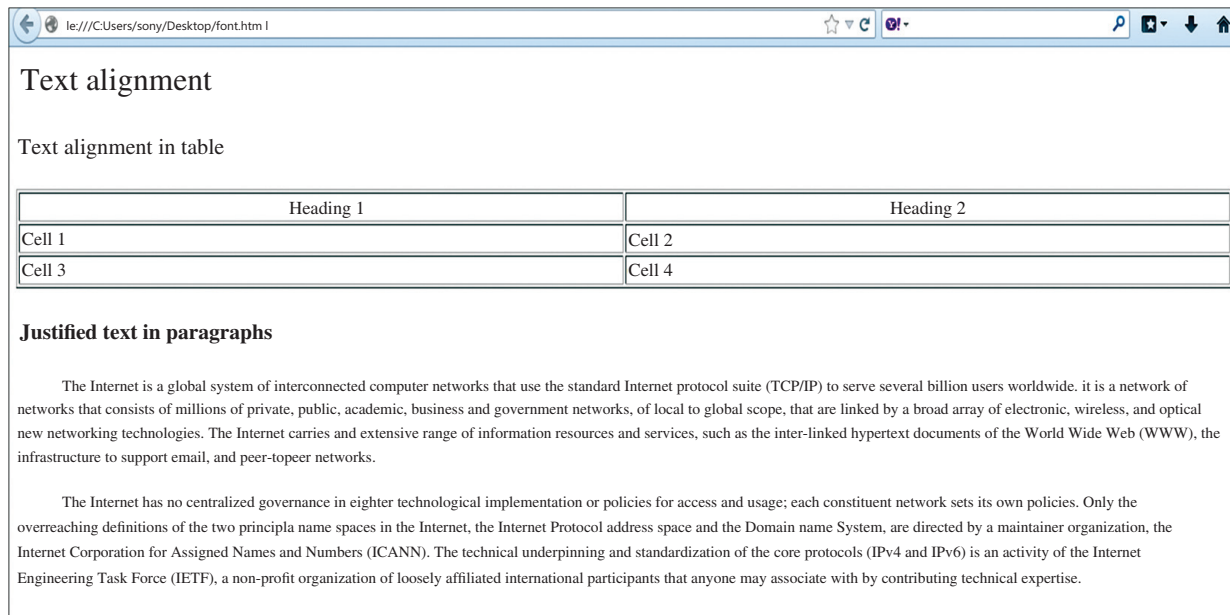 le:///C:Users/sony/Desktop/font.htm l
Text alignment
Text alignment in table
Heading 1 Heading 2
Cell 1 Cell 2
Cell 3 Cell 4
Justified text in paragraphs
The Internet is a global system of interconnected computer networks that use the standard Internet protocol suite (TCP/IP) to serve several billion users worldwide. it is a network of
networks that consists of millions of private, public, academic, business and government networks, of local to global scope, that are linked by a broad array of electronic, wireless, and optical
new networking technologies. The Internet carries and extensive range of information resources and services, such as the inter-linked hypertext documents of the World Wide Web (WWW), the
infrastructure to support email, and peer-topeer networks.
The Internet has no centralized governance in eighter technological implementation or policies for access and usage; each constituent network sets its own policies. Only the
overreaching definitions of the two principla name spaces in the Internet, the Internet Protocol address space and the Domain name System, are directed by a maintainer organization, the
Internet Corporation for Assigned Names and Numbers (ICANN). The technical underpinning and standardization of the core protocols (IPv4 and IPv6) is an activity of the Internet
Engineering Task Force (IETF), a non-profit organization of loosely affiliated international participants that anyone may associate with by contributing technical expertise.